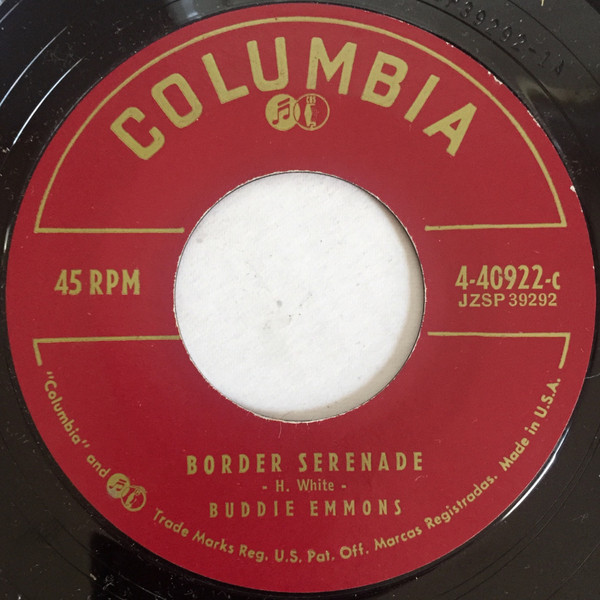 COLUMBIA
45 RPM
4-40922-c
JZSP 39292
BORDER SERENADE
- H. White -
BUDDIE EMMONS
"Columbia" and Trade Marks Reg. U.S. Pat. Off. Marcas Registradas. Made in U.S.A.